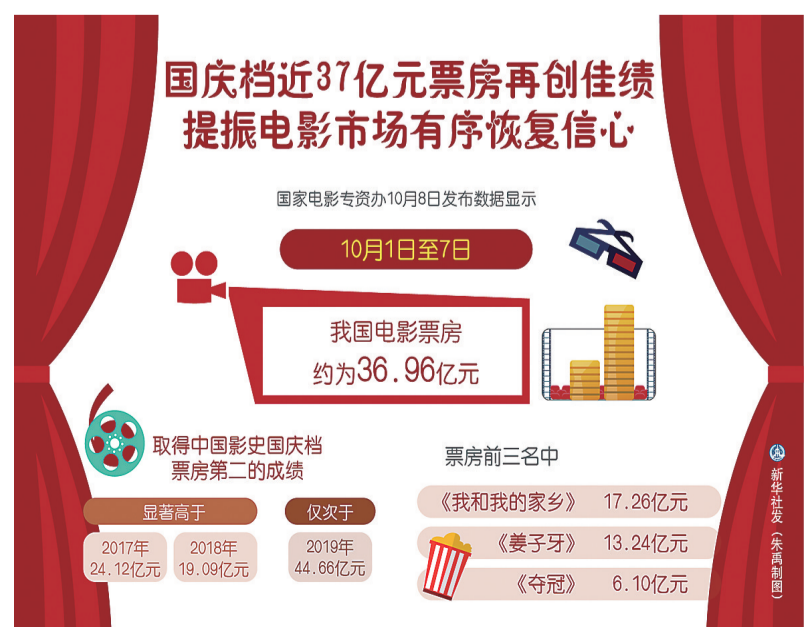 国庆档近37亿元票房再创佳绩
提振电影市场有序恢复信心
国家电影专资办10月8日发布数据显示
10月1日至7日
我国电影票房
约为36.96亿元
取得中国影史国庆档
票房第二的成绩
显著高于
2017年
24.12亿元
2018年
19.09亿元
仅次于
2019年
44.66亿元
票房前三名中
《我和我的家乡》 17.26亿元
《姜子牙》 13.24亿元
《夺冠》 6.10亿元
新华社发（朱禹制图）